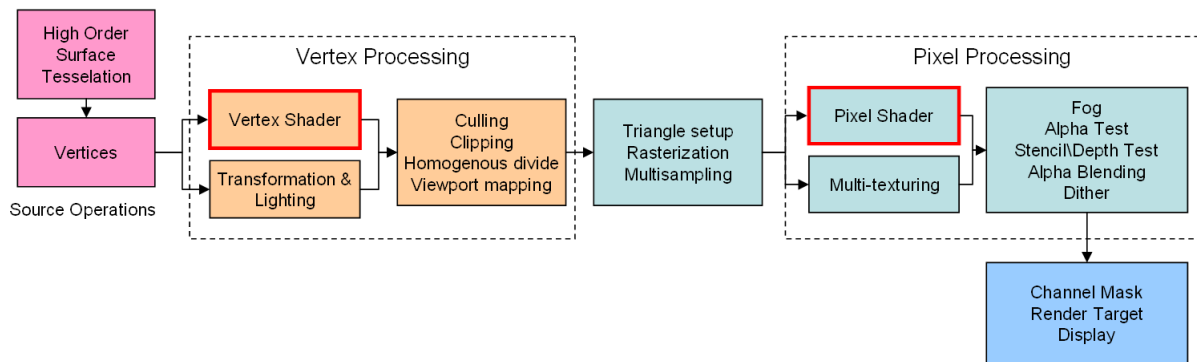 High Order
Surface
Tesselation
Vertices
Source Operations
Vertex Processing
Vertex Shader
Transformation &
Lighting
Culling
Clipping
Homogenous divide
Viewport mapping
Triangle setup
Rasterization
Multisampling
Pixel Processing
Pixel Shader
Multi-texturing
Fog
Alpha Test
Stencil\Depth Test
Alpha Blending
Dither
Channel Mask
Render Target
Display